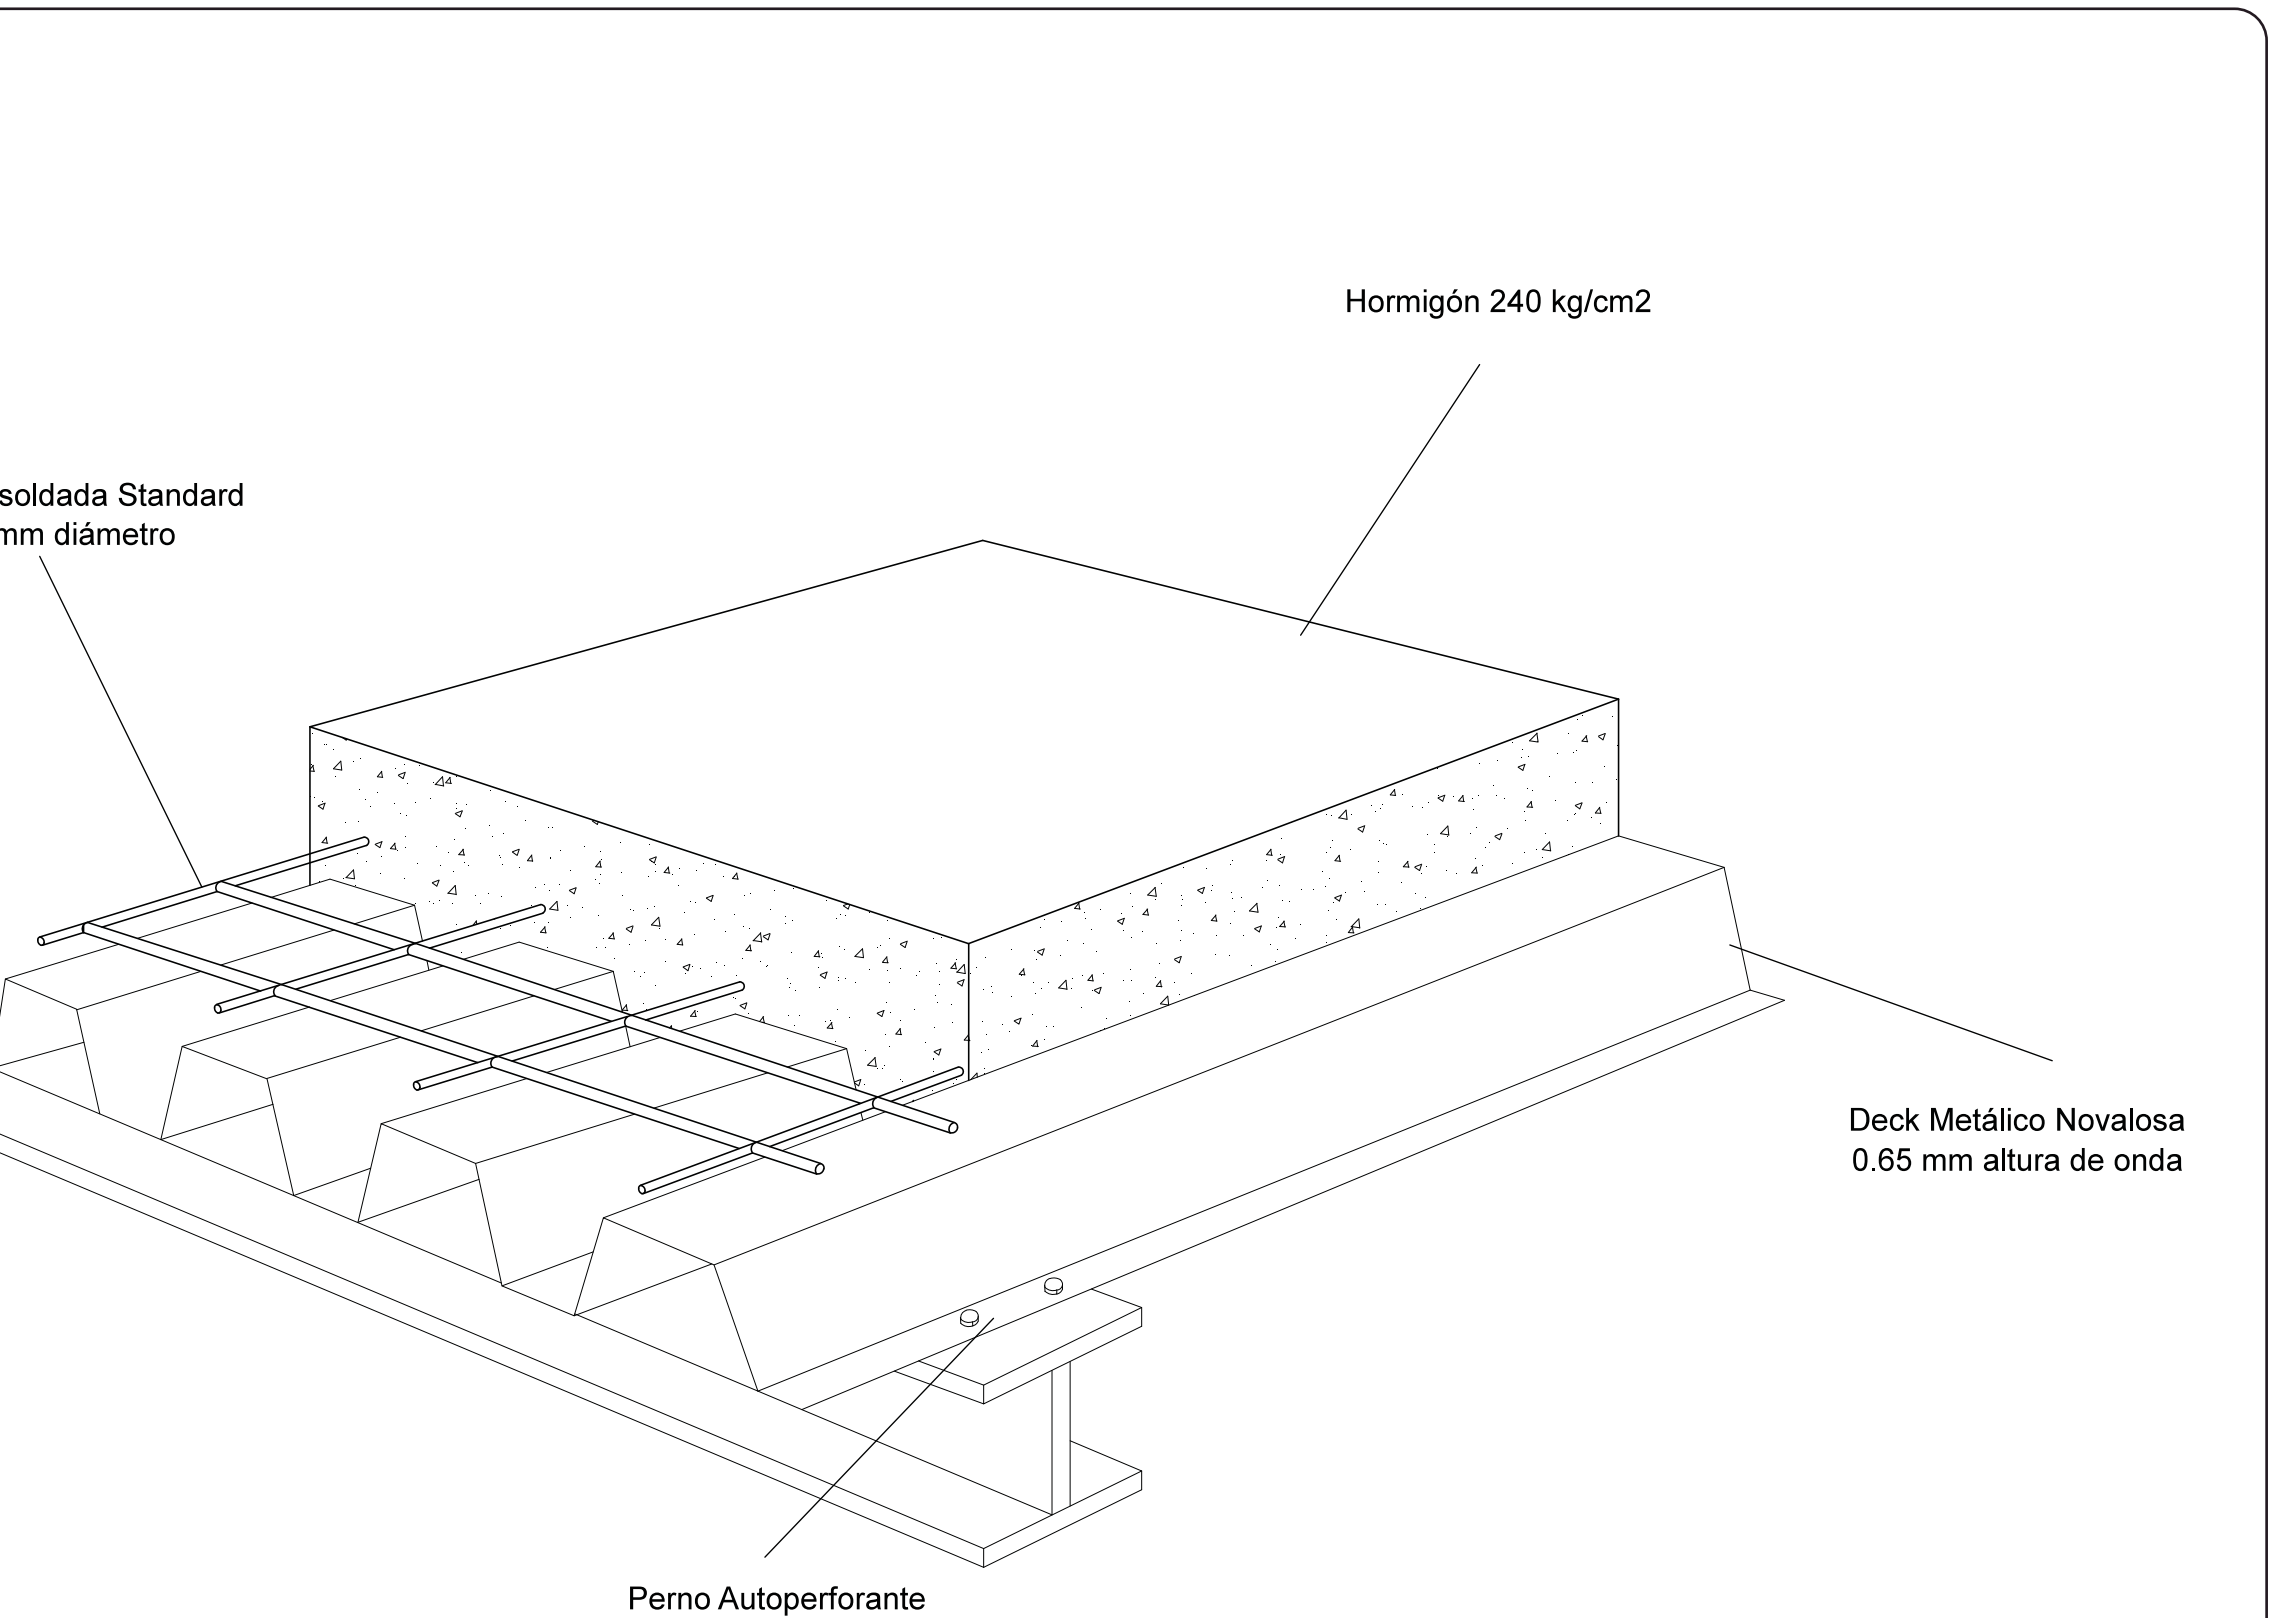 Hormigón 240 kg/cm2
soldada Standard
mm diámetro
Deck Metálico Novalosa
0.65 mm altura de onda
Perno Autoperforante